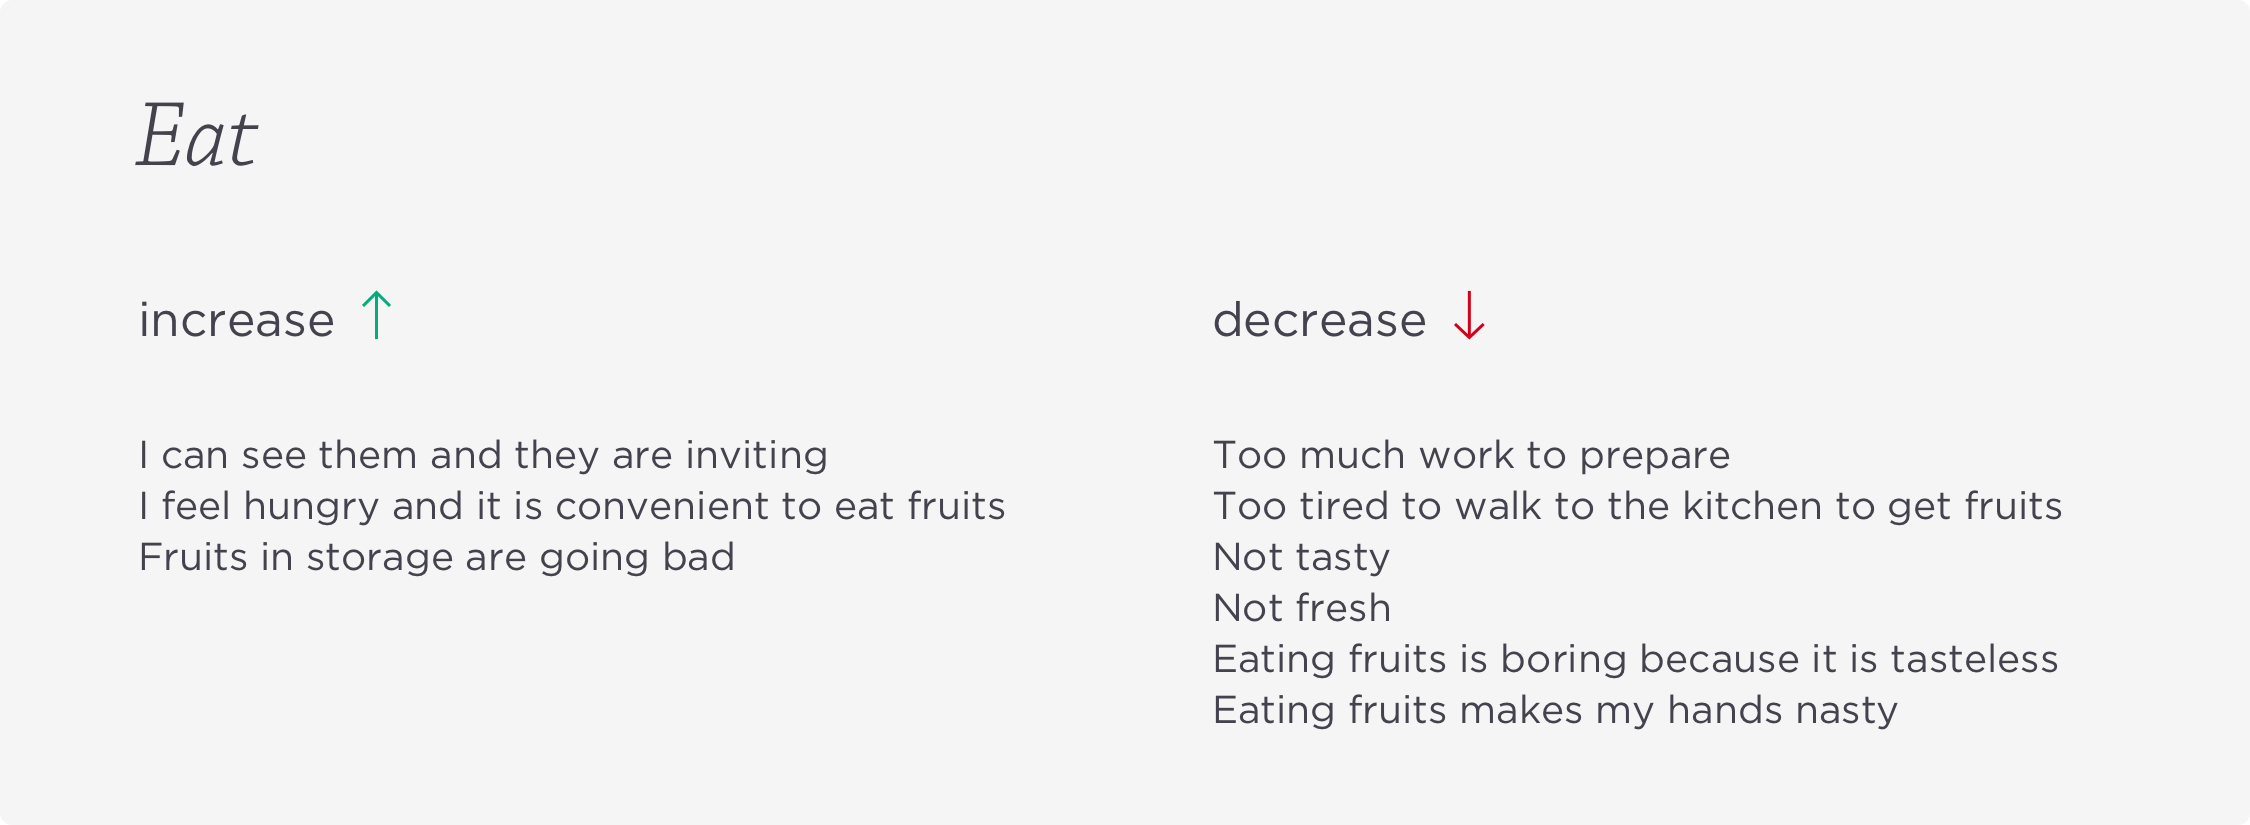 Eat
increase ↑
I can see them and they are inviting
I feel hungry and it is convenient to eat fruits
Fruits in storage are going bad
decrease ↓
Too much work to prepare
Too tired to walk to the kitchen to get fruits
Not tasty
Not fresh
Eating fruits is boring because it is tasteless
Eating fruits makes my hands nasty